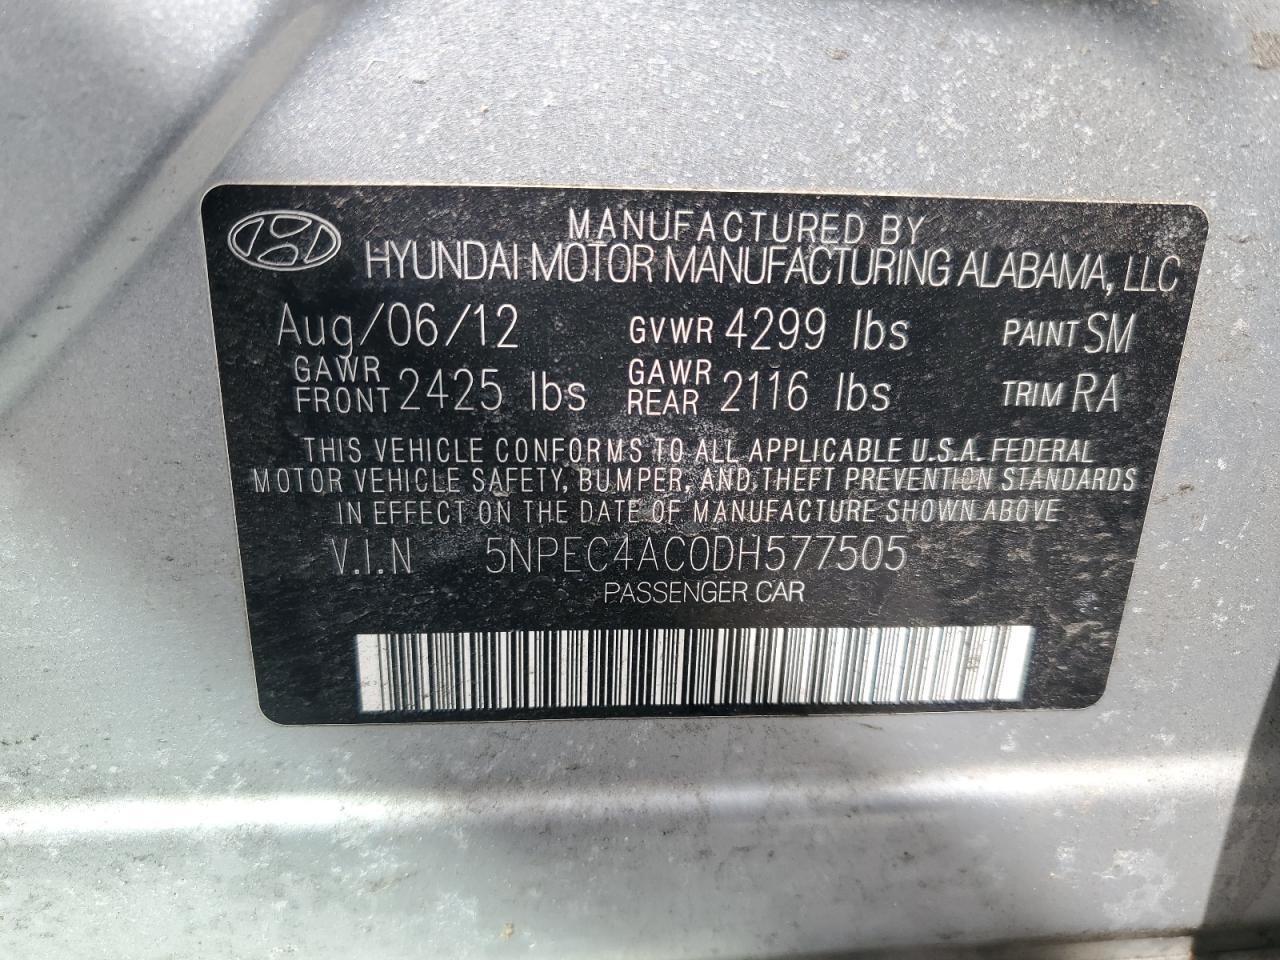 MANUFACTURED BY
HYUNDAI MOTOR MANUFACTURING ALABAMA, LLC
Aug/06/12 GVWR 4299 lbs PAINT SM
GAWR FRONT 2425 lbs GAWR REAR 2116 lbs TRIM RA
THIS VEHICLE CONFORMS TO ALL APPLICABLE U.S.A. FEDERAL
MOTOR VEHICLE SAFETY, BUMPER, AND THEFT PREVENTION STANDARDS
IN EFFECT ON THE DATE OF MANUFACTURE SHOWN ABOVE
V.I.N 5NPEC4AC0DH577505
PASSENGER CAR